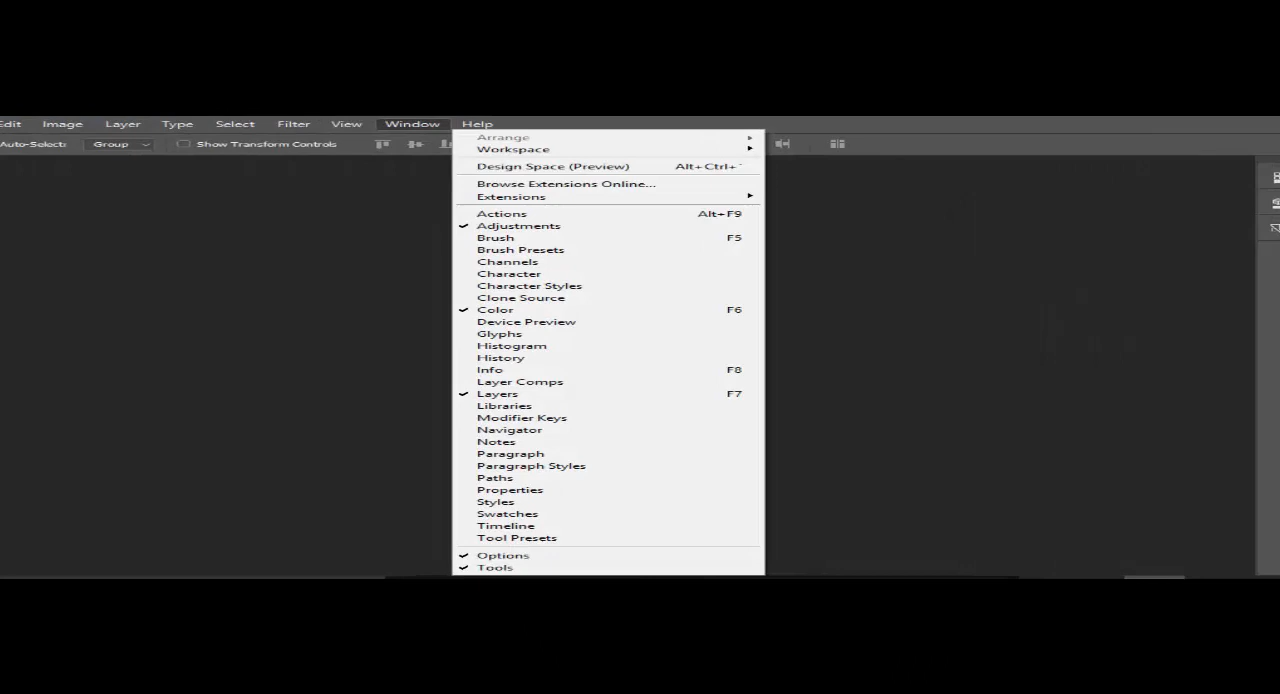 Edit Image Layer Type Select Filter View Window Help
Auto-Select: Group Show Transform Controls
Arrange
Workspace
Design Space (Preview) Alt+Ctrl+`
Browse Extensions Online...
Extensions
Actions Alt+F9
Adjustments
Brush F5
Brush Presets
Channels
Character
Character Styles
Clone Source
Color F6
Device Preview
Glyphs
Histogram
History
Info F8
Layer Comps
Layers F7
Libraries
Modifier Keys
Navigator
Notes
Paragraph
Paragraph Styles
Paths
Properties
Styles
Swatches
Timeline
Tool Presets
Options
Tools